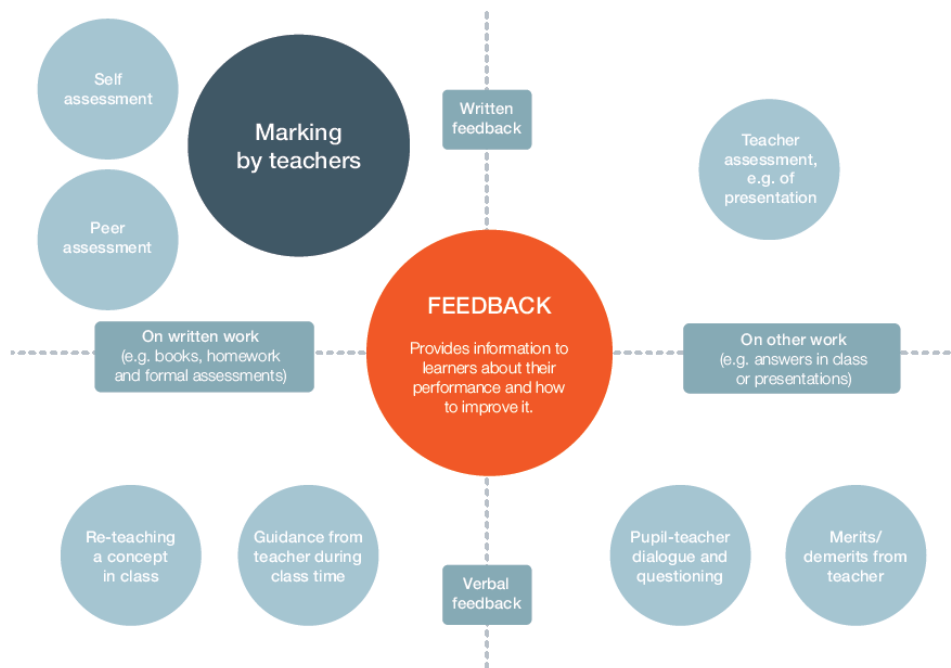 Self
assessment
Marking
by teachers
Written
feedback
Teacher
assessment,
e.g. of
presentation
Peer
assessment
FEEDBACK
Provides information to
learners about their
performance and how
to improve it.
On written work
(e.g. books, homework
and formal assessments)
On other work
(e.g. answers in class
or presentations)
Re-teaching
a concept
in class
Guidance from
teacher during
class time
Verbal
feedback
Pupil-teacher
dialogue and
questioning
Merits/
demerits from
teacher